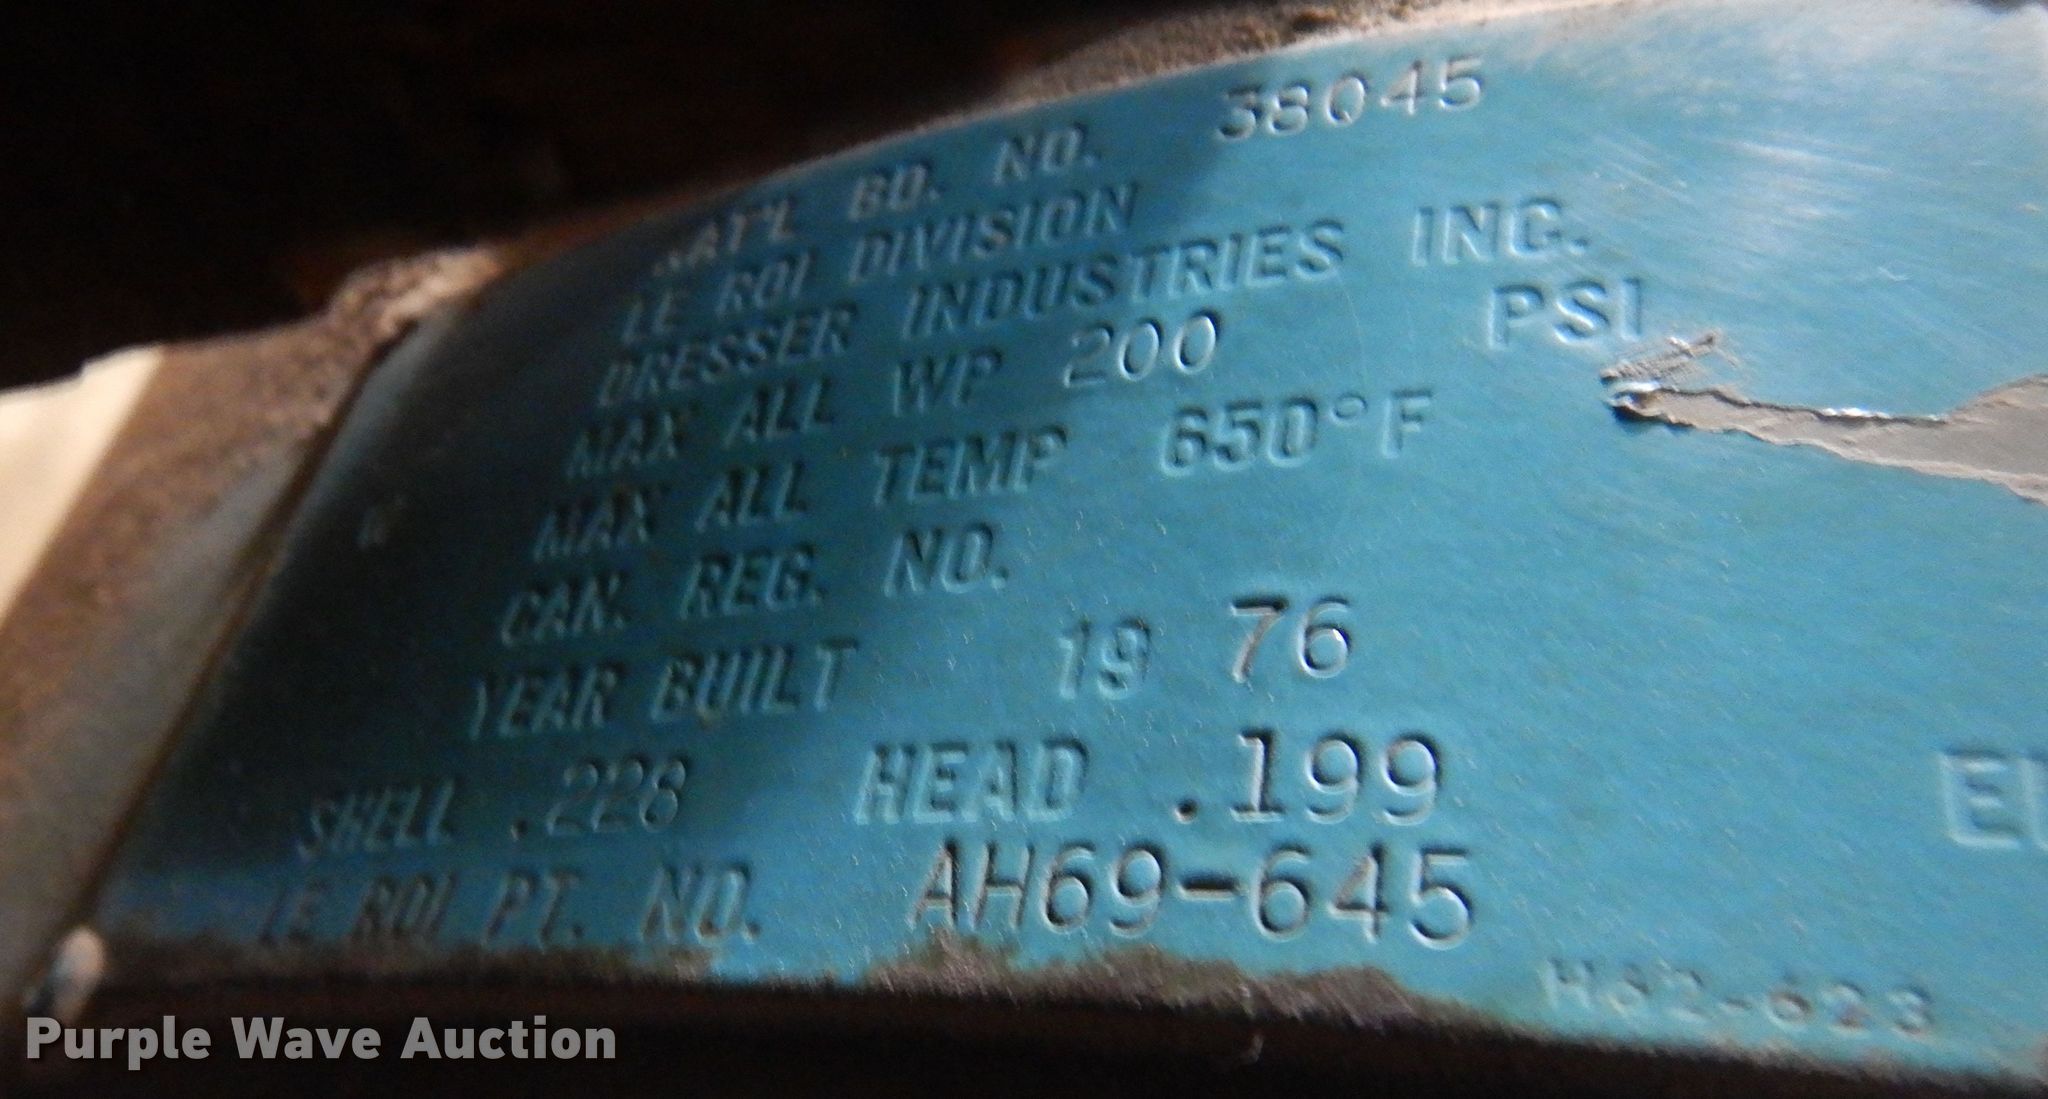 NAT'L BD. NO. 38045
LE ROI DIVISION
DRESSER INDUSTRIES INC.
MAX ALL WP 200 PSI
MAX ALL TEMP 650°F
CAN. REG. NO.
YEAR BUILT 19 76
SHELL .228 HEAD .199
LE ROI PT. NO. AH69-645
H62-623
Purple Wave Auction